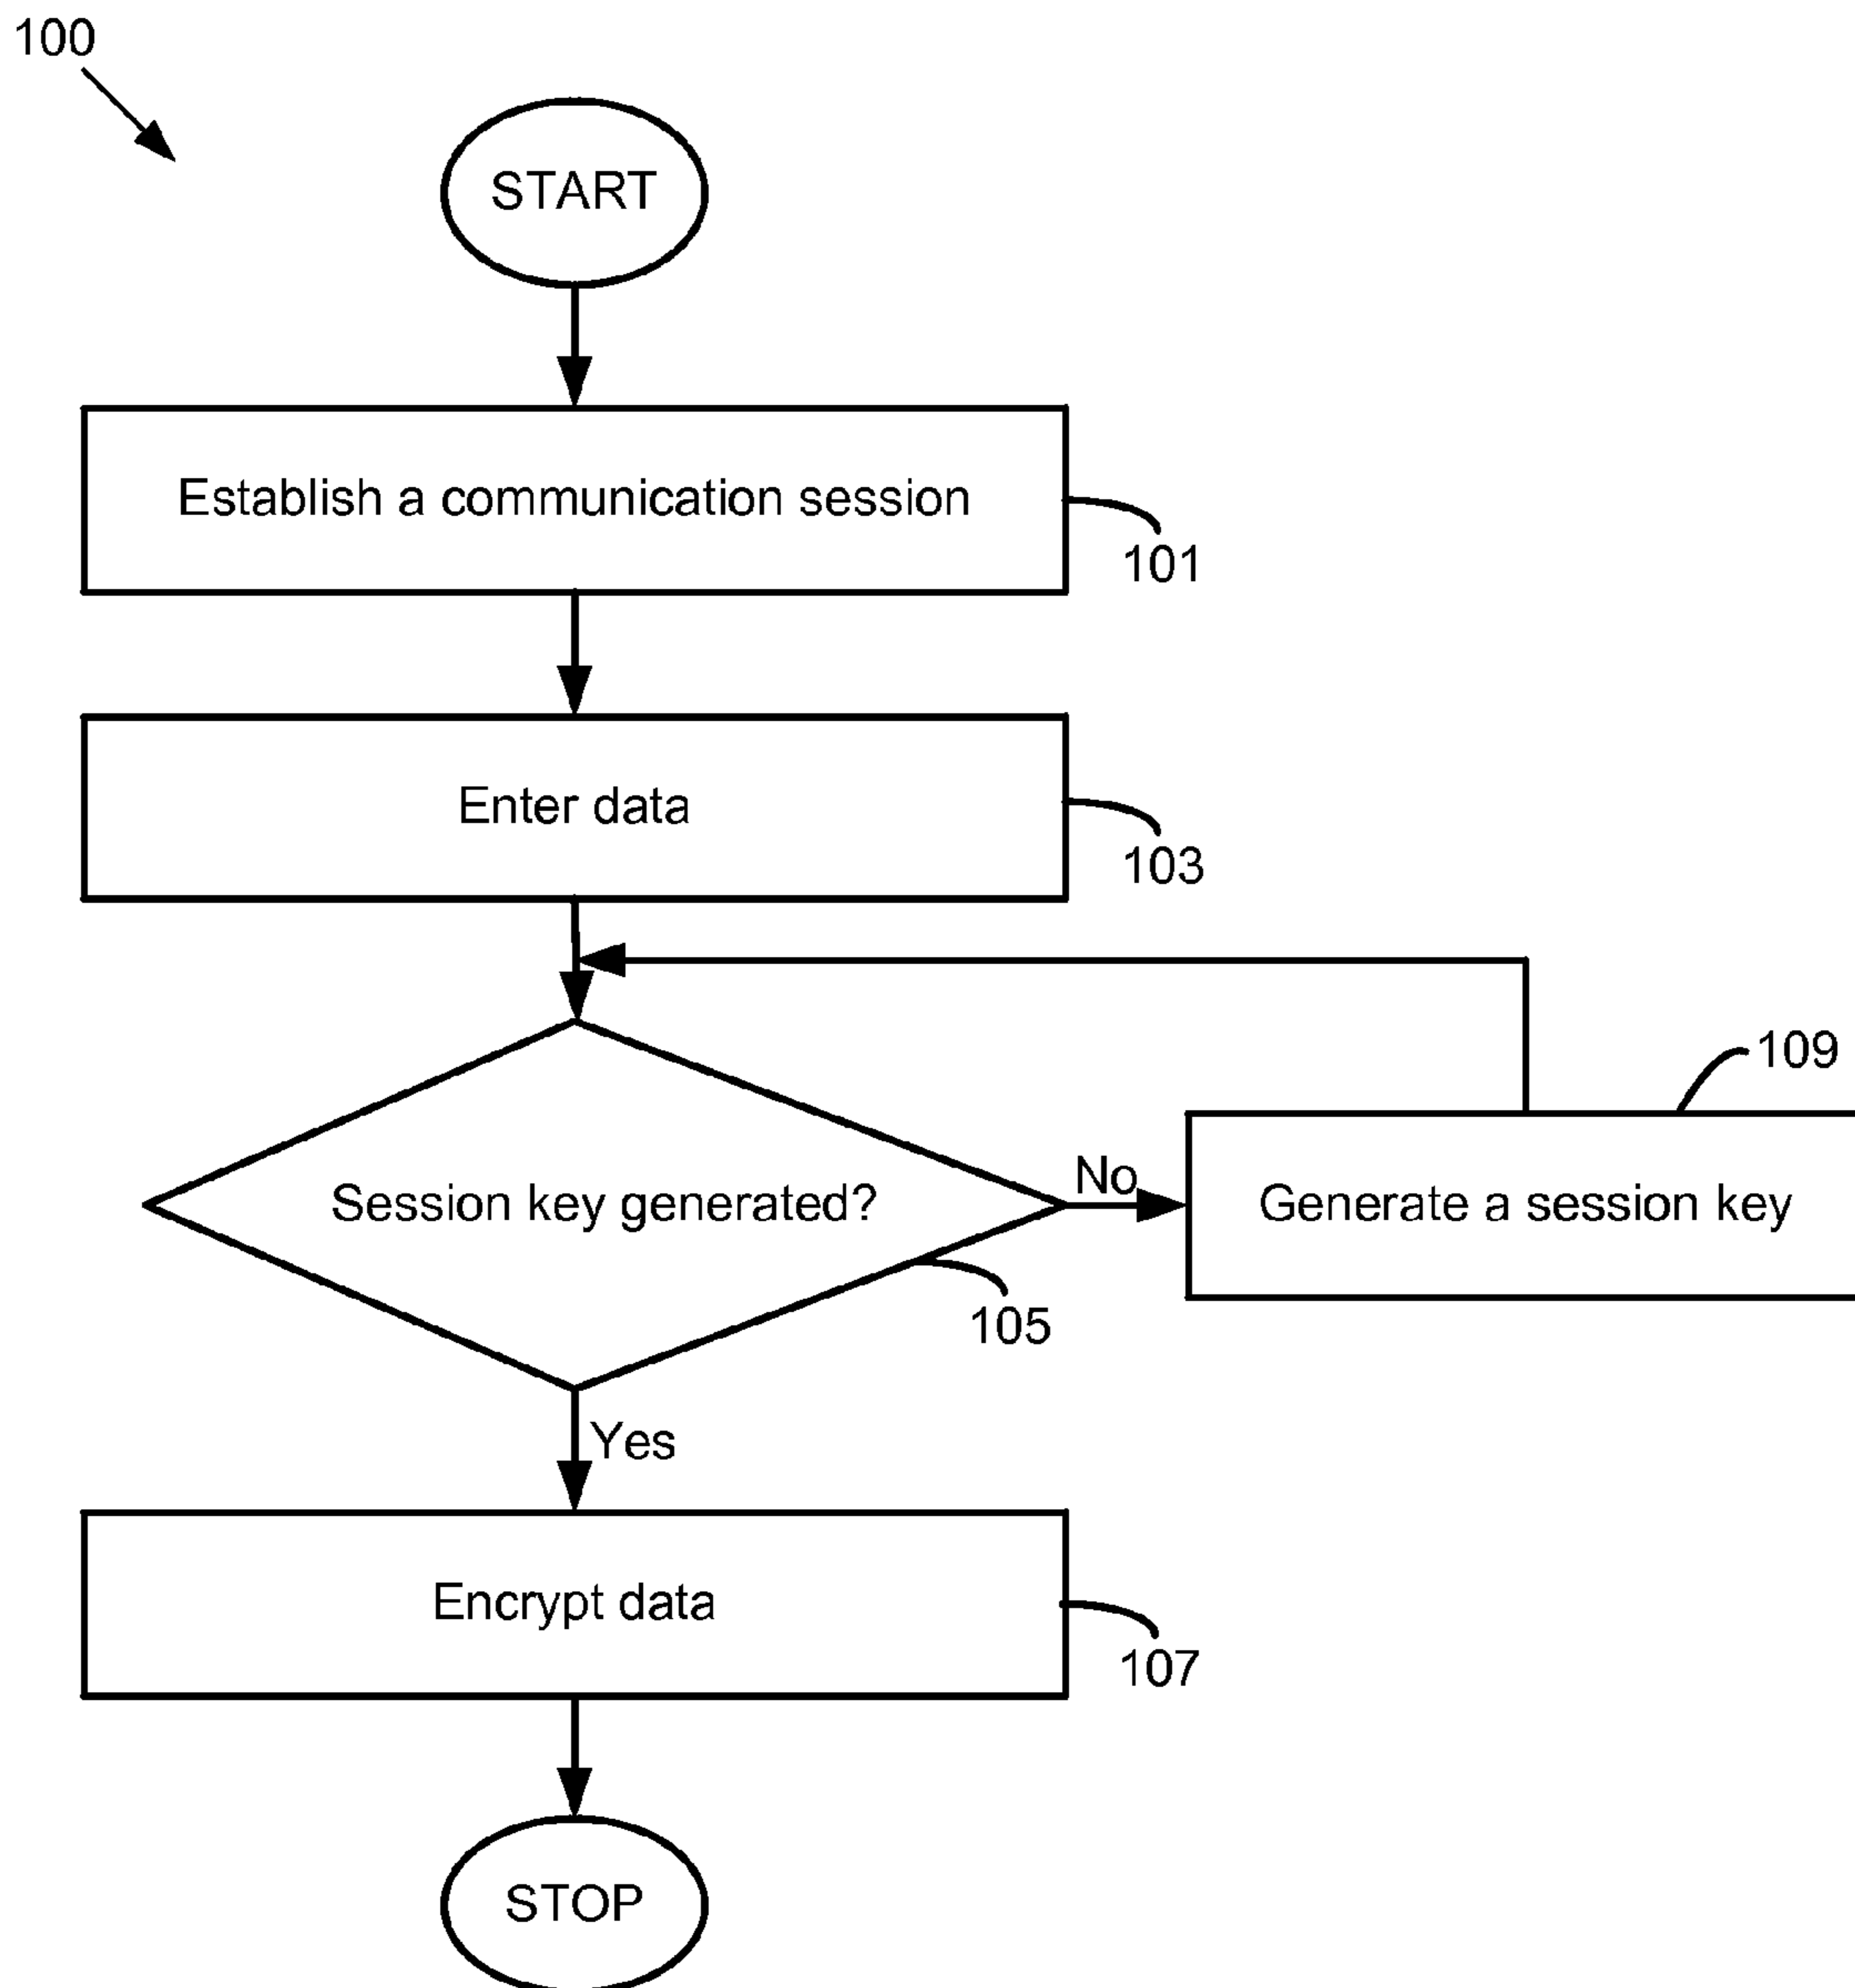 100
START
Establish a communication session
101
Enter data
103
109
No
Session key generated?
Generate a session key
105
Yes
Encrypt data
107
STOP